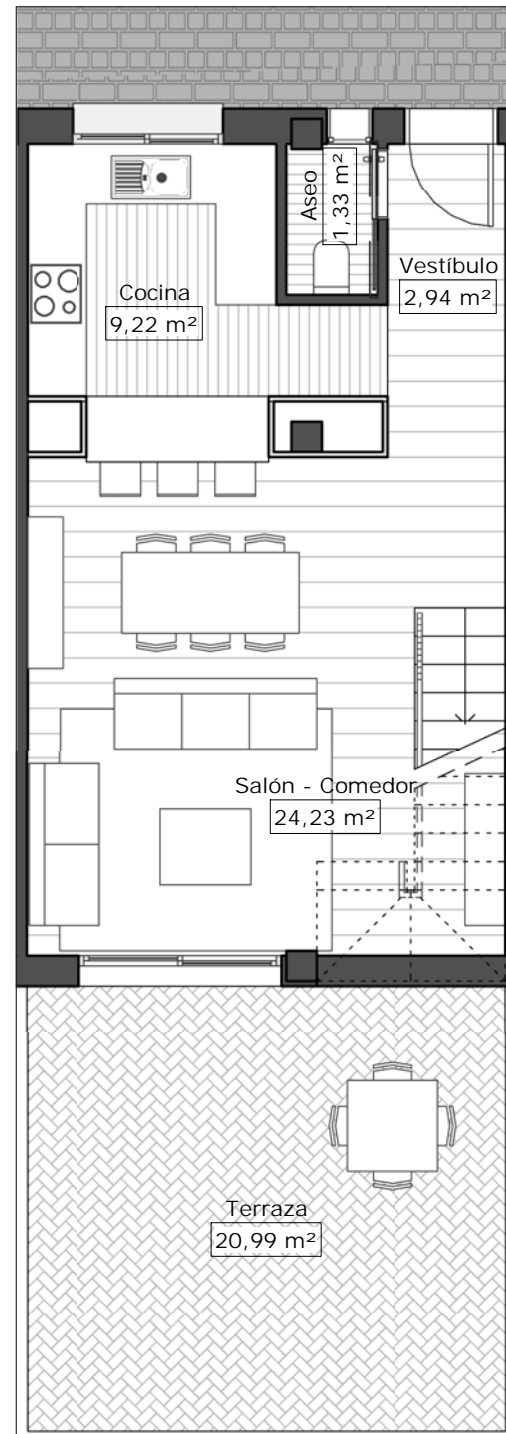 Aseo
1,33 m²
Vestíbulo
2,94 m²
Cocina
9,22 m²
Salón - Comedor
24,23 m²
Terraza
20,99 m²